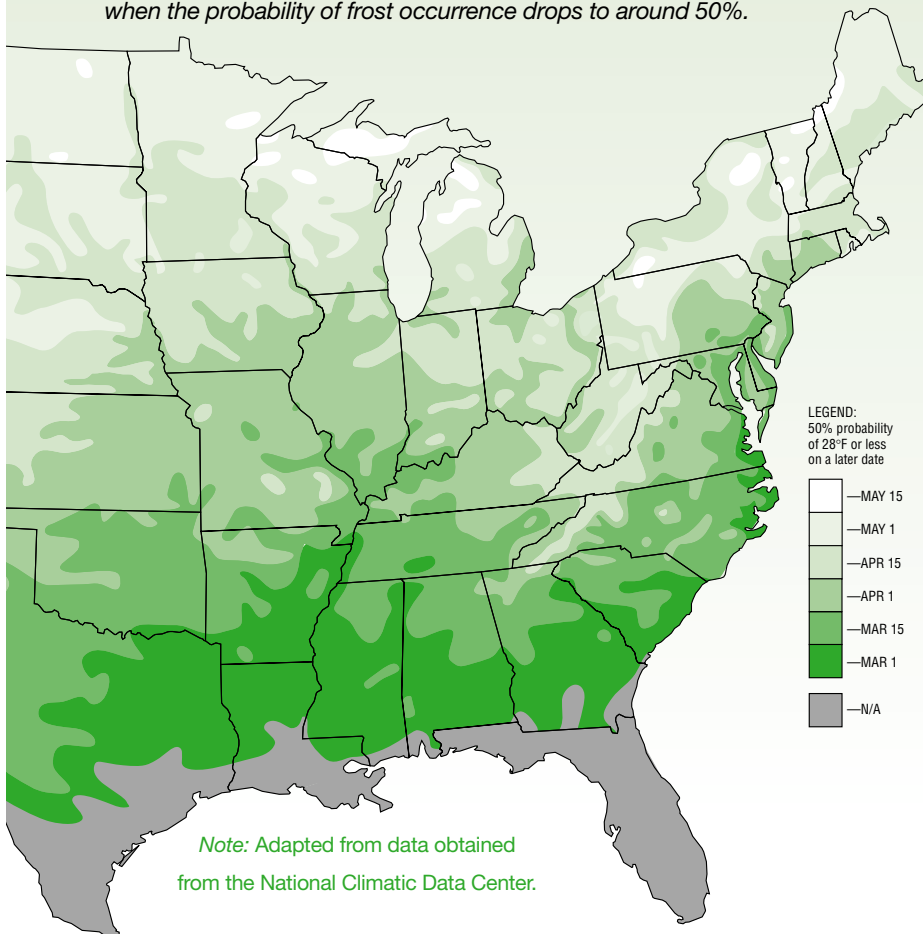 when the probability of frost occurrence drops to around 50%.
LEGEND:
50% probability
of 28°F or less
on a later date
—MAY 15
—MAY 1
—APR 15
—APR 1
—MAR 15
—MAR 1
—N/A
Note: Adapted from data obtained
from the National Climatic Data Center.